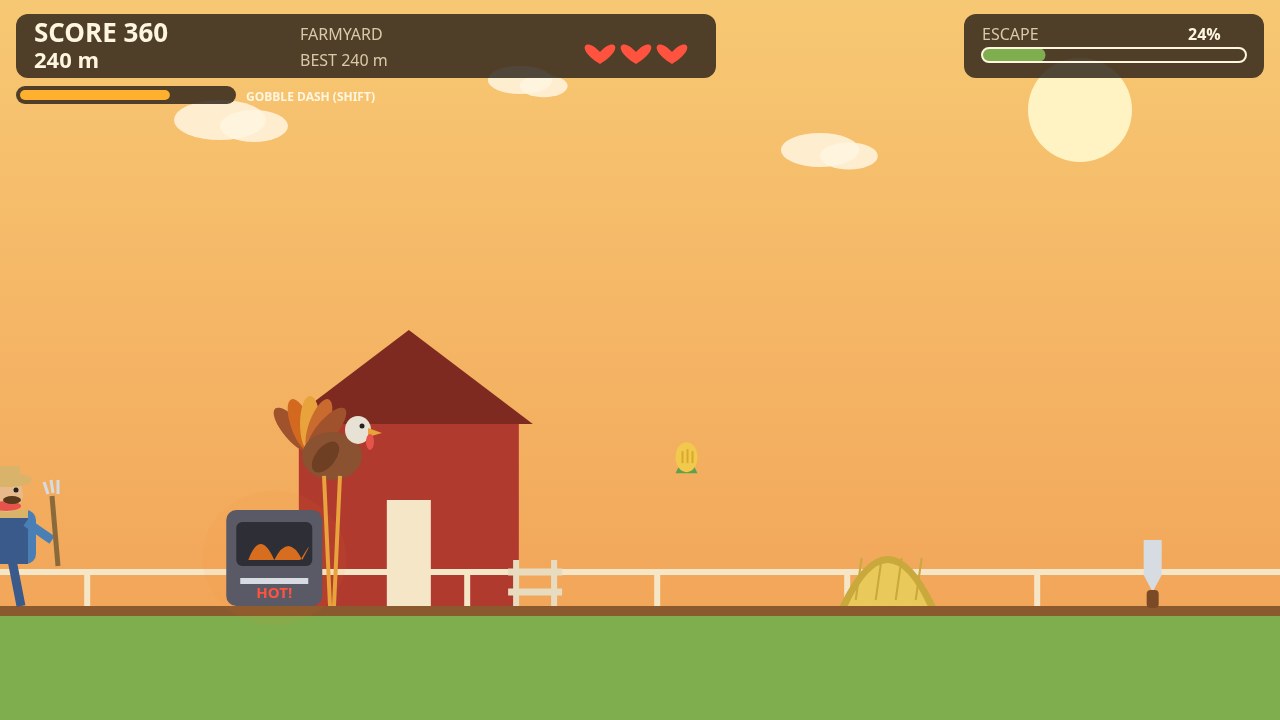 SCORE 360
240 m
FARMYARD
BEST 240 m
ESCAPE 24%
GOBBLE DASH (SHIFT)
HOT!